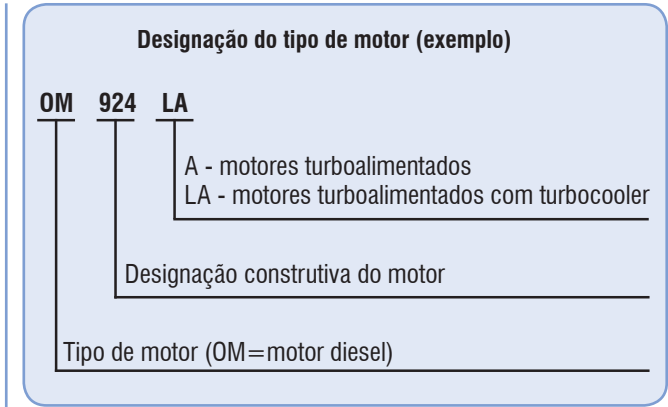 Designação do tipo de motor (exemplo)
OM 924 LA
A - motores turboalimentados
LA - motores turboalimentados com turbocooler
Designação construtiva do motor
Tipo de motor (OM=motor diesel)